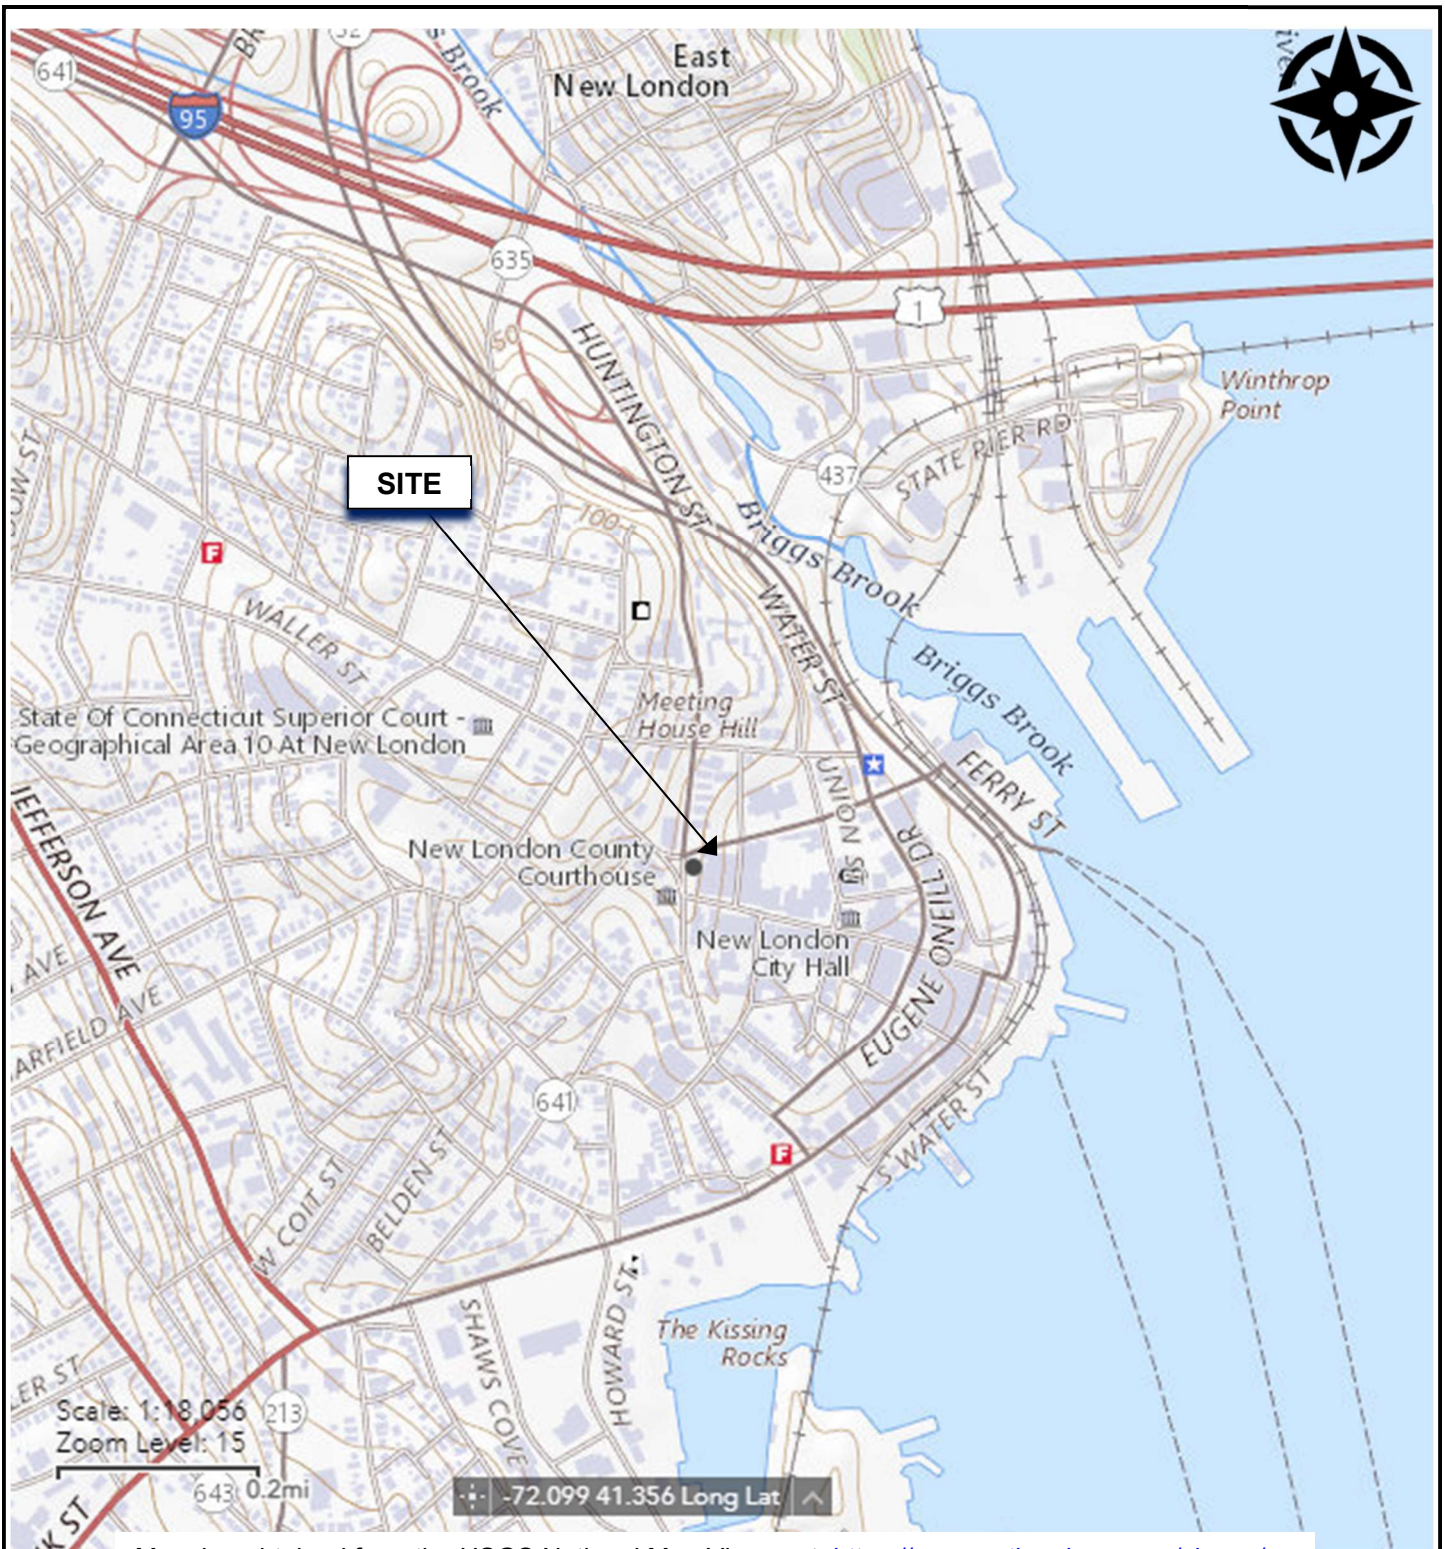 East
New London
Brook
641
95
635
1
50
HUNTINGTON ST
Winthrop
Point
STATE PIER RD
437
SITE
100
F
Briggs Brook
WALLER ST
WATER ST
Meeting
House Hill
Briggs Brook
State Of Connecticut Superior Court -
Geographical Area 10 At New London
UNION ST
FERRY ST
JEFFERSON AVE
New London County
Courthouse
EUGENE ONEILL DR
New London
City Hall
AVE
ARFIELD AVE
641
F
S WATER ST
W COIT ST
BELDEN ST
HOWARD ST
SHAWS COVE
The Kissing
Rocks
LER ST
Scale: 1:18,056
Zoom Level: 15
213
643
0.2mi
-72.099 41.356 Long Lat
K ST